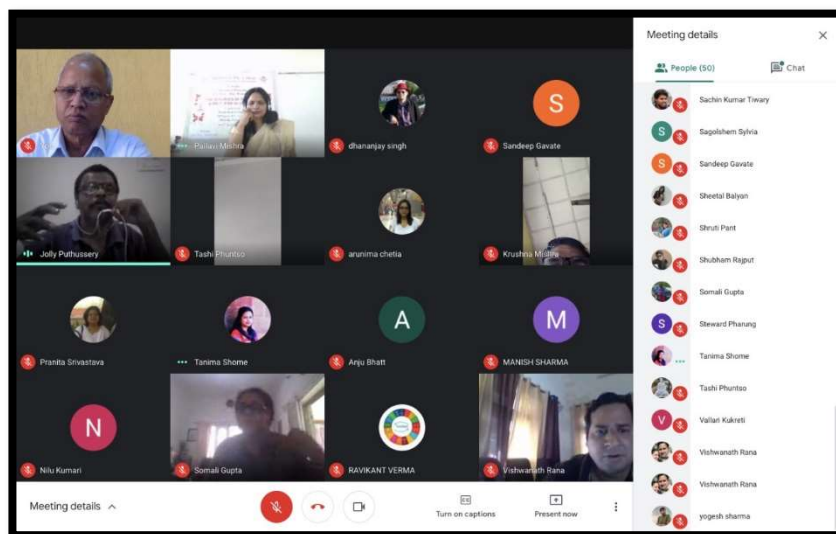 Meeting details
People (50)
Chat
Pallavi Mishra
dhananjay singh
S
Sandeep Gavate
Jolly Puthussery
Tashi Phuntso
arunima chetia
Krushna Mishra
Pranita Srivastava
Tanima Shome
A
Anju Bhatt
M
MANISH SHARMA
N
Nilu Kumari
Somali Gupta
RAVIKANT VERMA
Vishwanath Rana
Sachin Kumar Tiwary
S
Sagolshem Sylvia
S
Sandeep Gavate
Sheetal Balyan
Shruti Pant
Shubham Rajput
Somali Gupta
S
Steward Pharung
Tanima Shome
Tashi Phuntso
V
Vallari Kukreti
Vishwanath Rana
Vishwanath Rana
yogesh sharma
Meeting details
Turn on captions
Present now